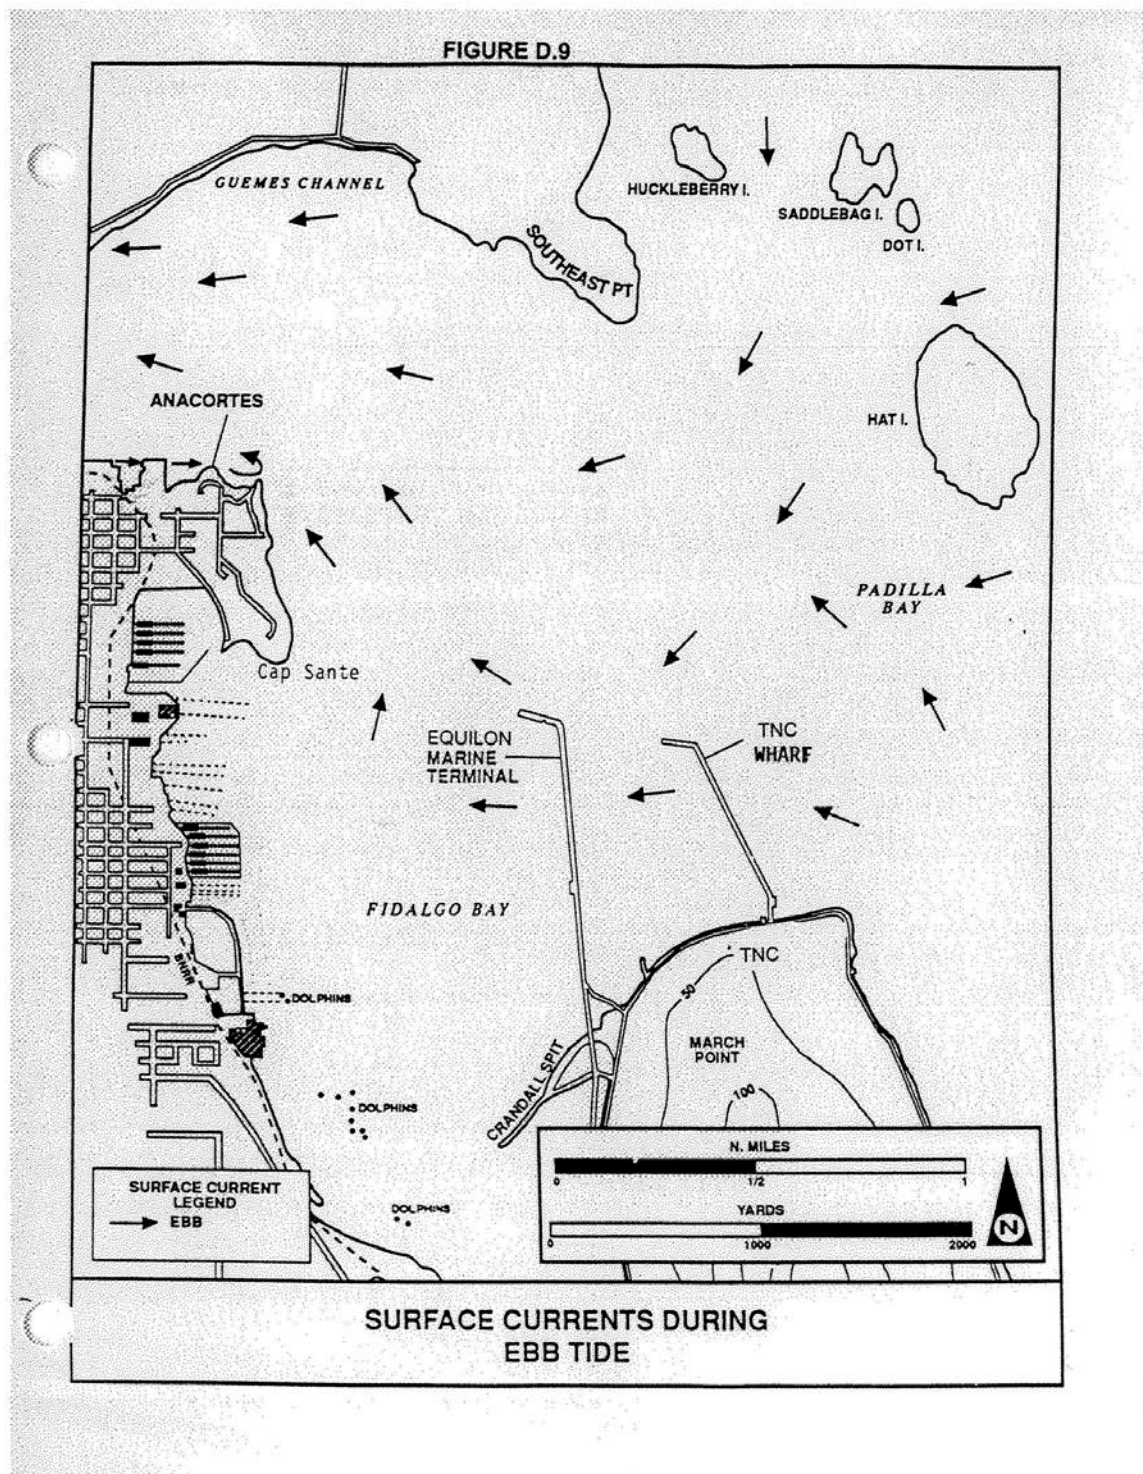 FIGURE D.9
GUEMES CHANNEL
HUCKLEBERRY I.
SADDLEBAG I.
DOT I.
SOUTHEAST PT
ANACORTES
HAT I.
PADILLA
BAY
Cap Sante
EQUILON
MARINE
TERMINAL
TNC
WHARF
FIDALGO BAY
BNRR
TNC
DOLPHINS
50
MARCH
POINT
CRANDALL SPIT
100
DOLPHINS
DOLPHINS
N. MILES
0 1/2 1
YARDS
0 1000 2000
N
SURFACE CURRENT
LEGEND
EBB
SURFACE CURRENTS DURING
EBB TIDE